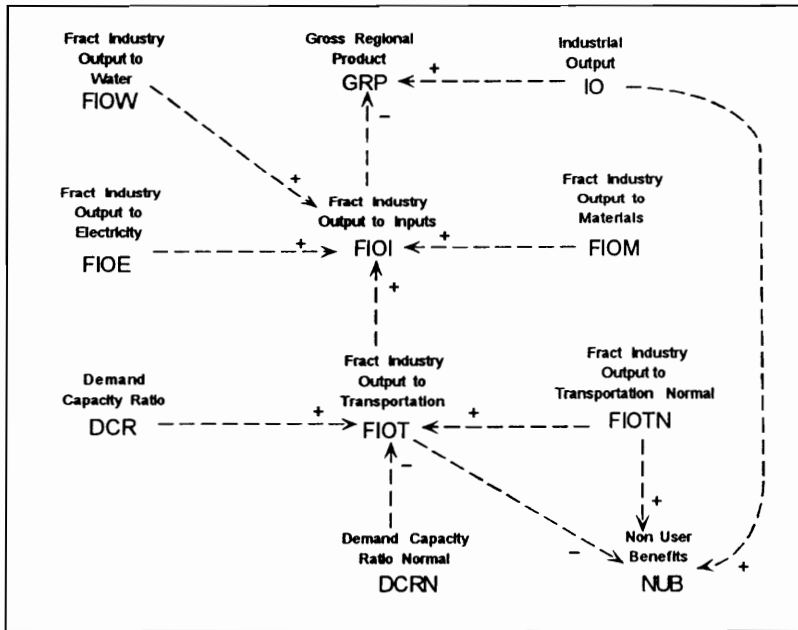 Fract Industry
Output to
Water
FIOW
Gross Regional
Product
GRP
+
Industrial
Output
IO
−
+
Fract Industry
Output to
Electricity
FIOE
+
Fract Industry
Output to Inputs
FIOI
+
Fract Industry
Output to
Materials
FIOM
+
Demand
Capacity Ratio
DCR
+
Fract Industry
Output to
Transportation
FIOT
+
Fract Industry
Output to
Transportation Normal
FIOTN
−
+
Demand Capacity
Ratio Normal
DCRN
−
Non User
Benefits
NUB
+